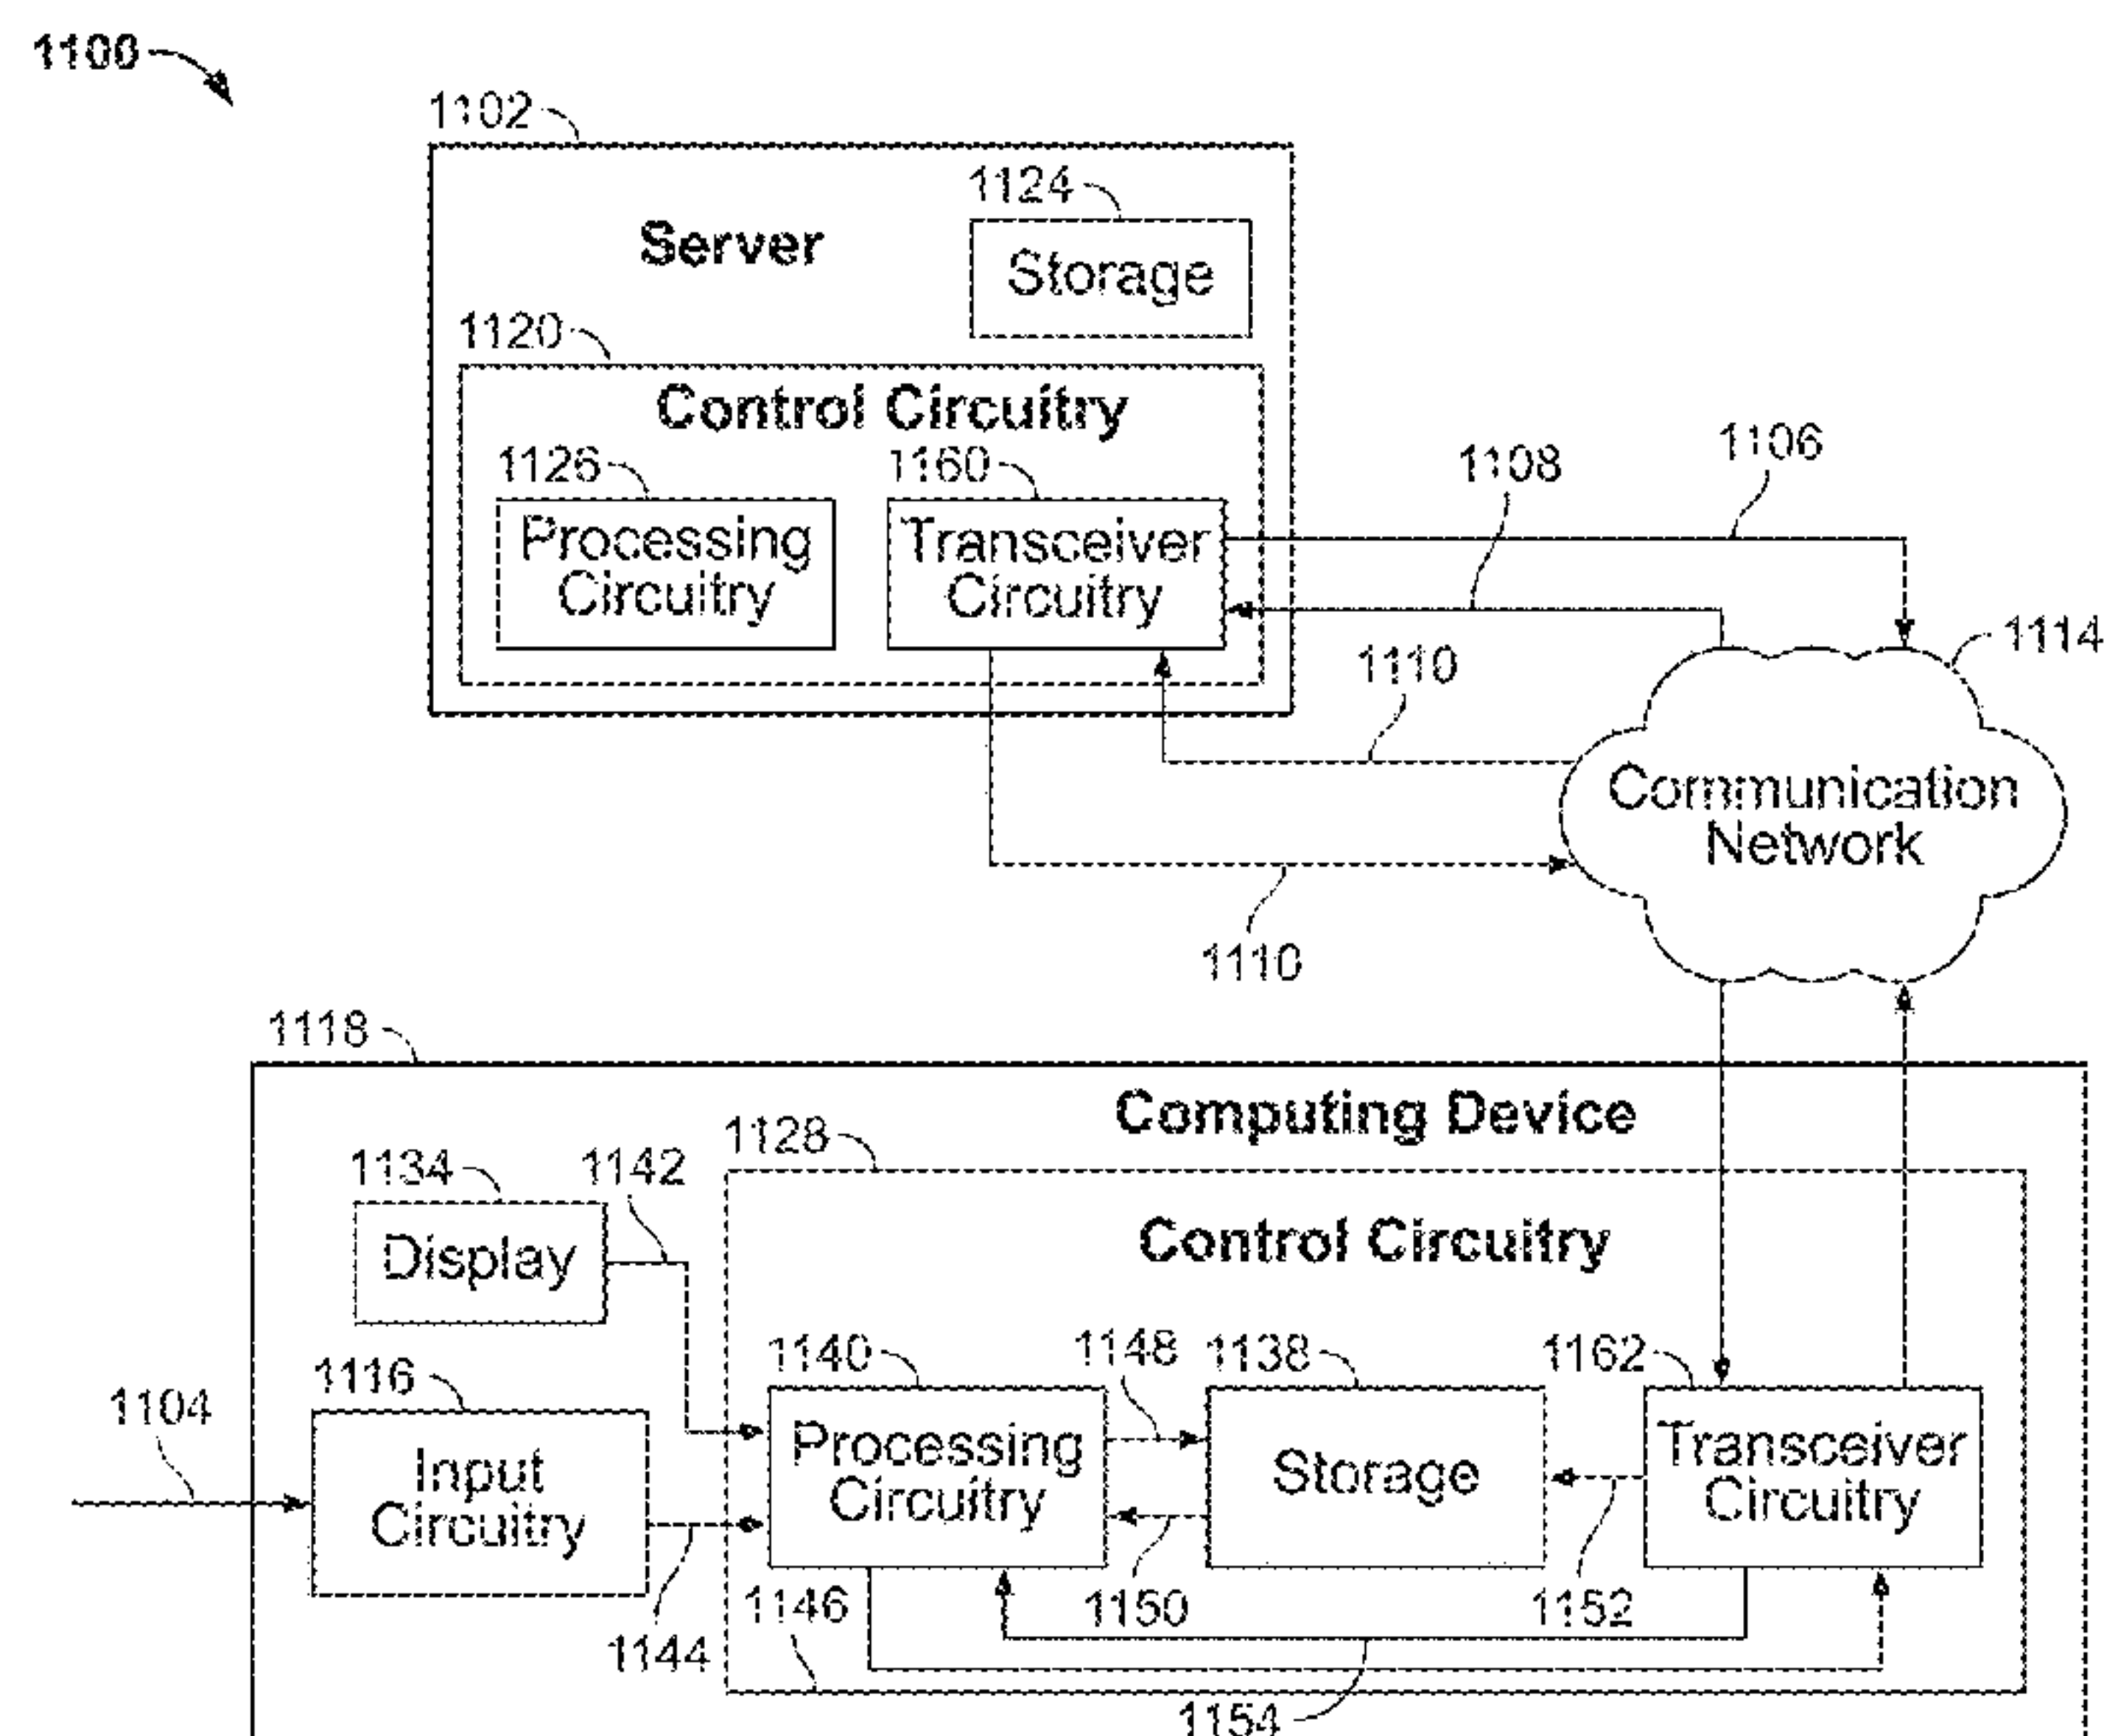 1100
1102
1124
Server
Storage
1120
Control Circuitry
1126
1160
1108
1106
Processing
Circuitry
Transceiver
Circuitry
1114
1110
Communication
Network
1110
1118
Computing Device
1128
1134
1142
Control Circuitry
Display
1140
1148
1138
1162
1116
1104
Processing
Circuitry
Storage
Transceiver
Circuitry
Input
Circuitry
1146
1150
1152
1144
1154